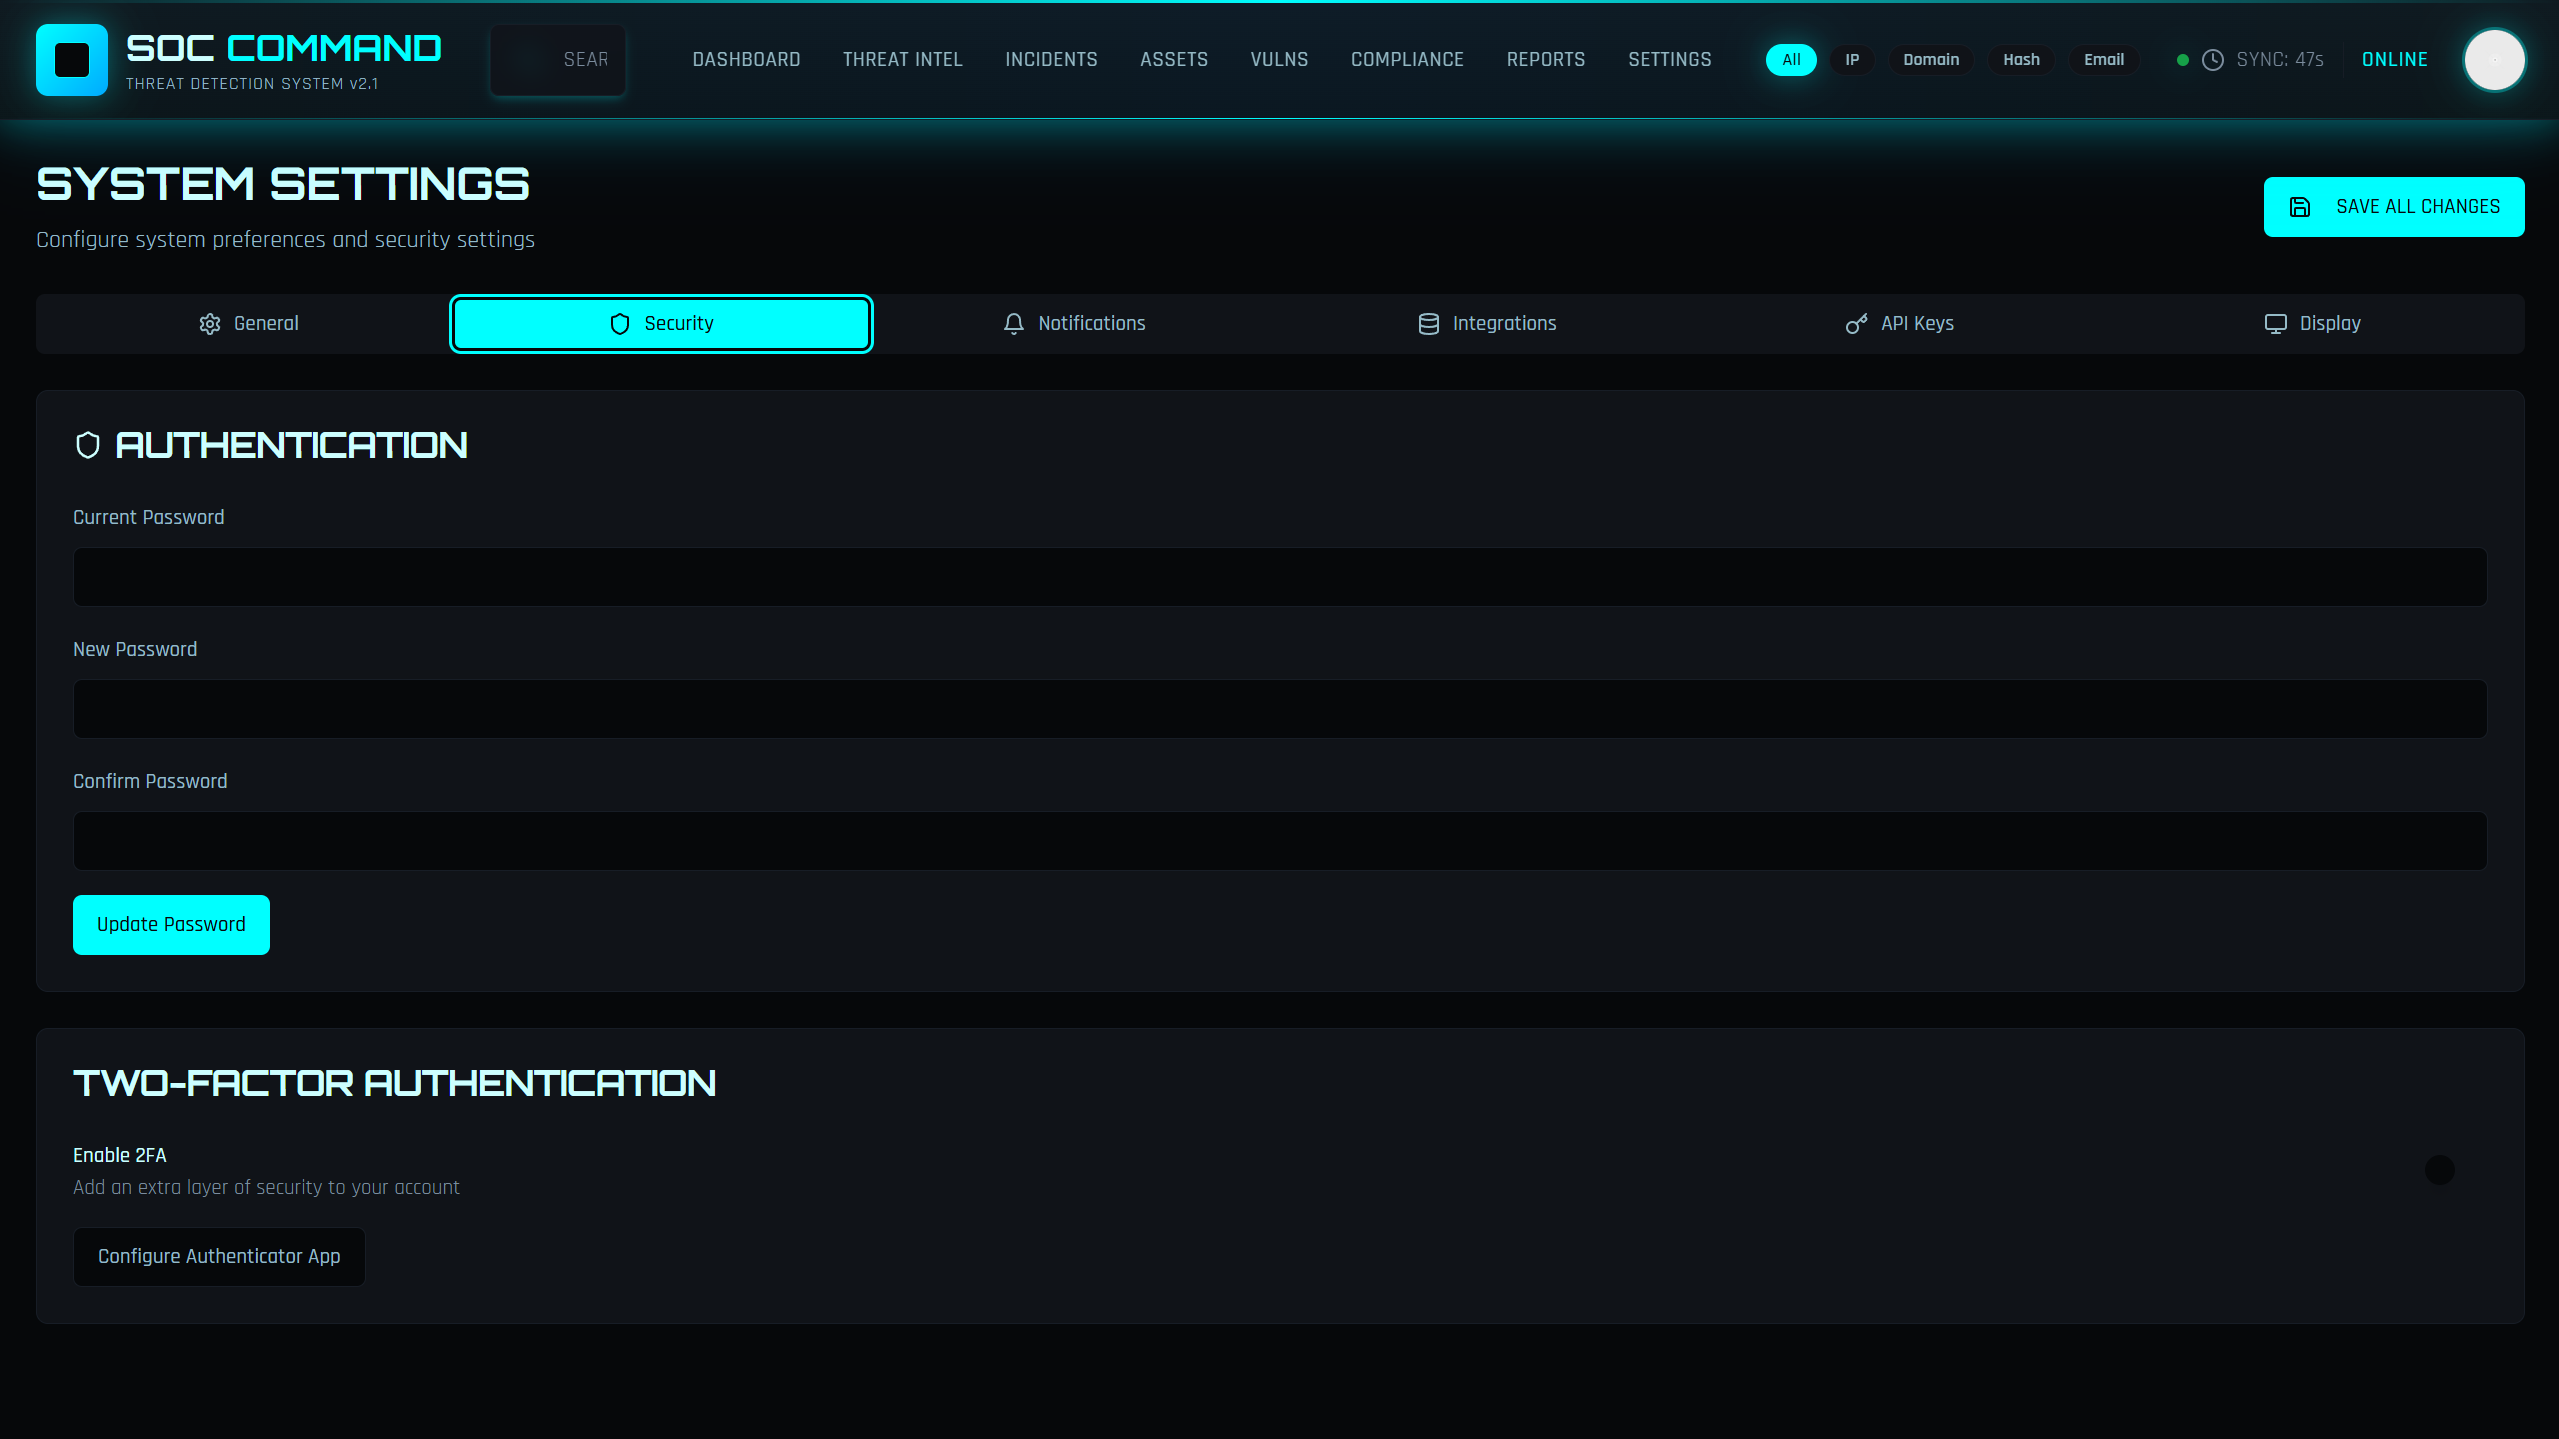 SOC COMMAND
THREAT DETECTION SYSTEM v2.1
SEAR
DASHBOARD
THREAT INTEL
INCIDENTS
ASSETS
VULNS
COMPLIANCE
REPORTS
SETTINGS
All
IP
Domain
Hash
Email
SYNC: 47s
ONLINE
SYSTEM SETTINGS
Configure system preferences and security settings
SAVE ALL CHANGES
General
Security
Notifications
Integrations
API Keys
Display
AUTHENTICATION
Current Password
New Password
Confirm Password
Update Password
TWO-FACTOR AUTHENTICATION
Enable 2FA
Add an extra layer of security to your account
Configure Authenticator App